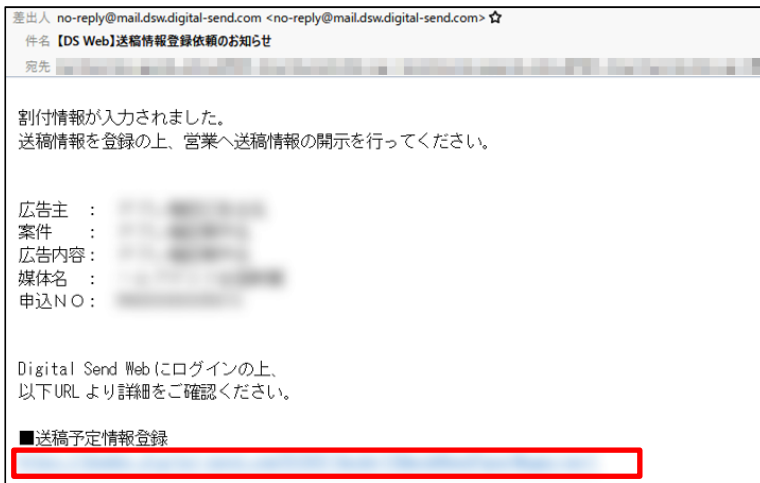 差出人 no-reply@mail.dsw.digital-send.com <no-reply@mail.dsw.digital-send.com>
件名 【DS Web】送稿情報登録依頼のお知らせ
宛先
割付情報が入力されました。
送稿情報を登録の上、営業へ送稿情報の開示を行ってください。
広告主 :
案件 :
広告内容:
媒体名 :
申込NO:
Digital Send Webにログインの上、
以下URLより詳細をご確認ください。
■送稿予定情報登録